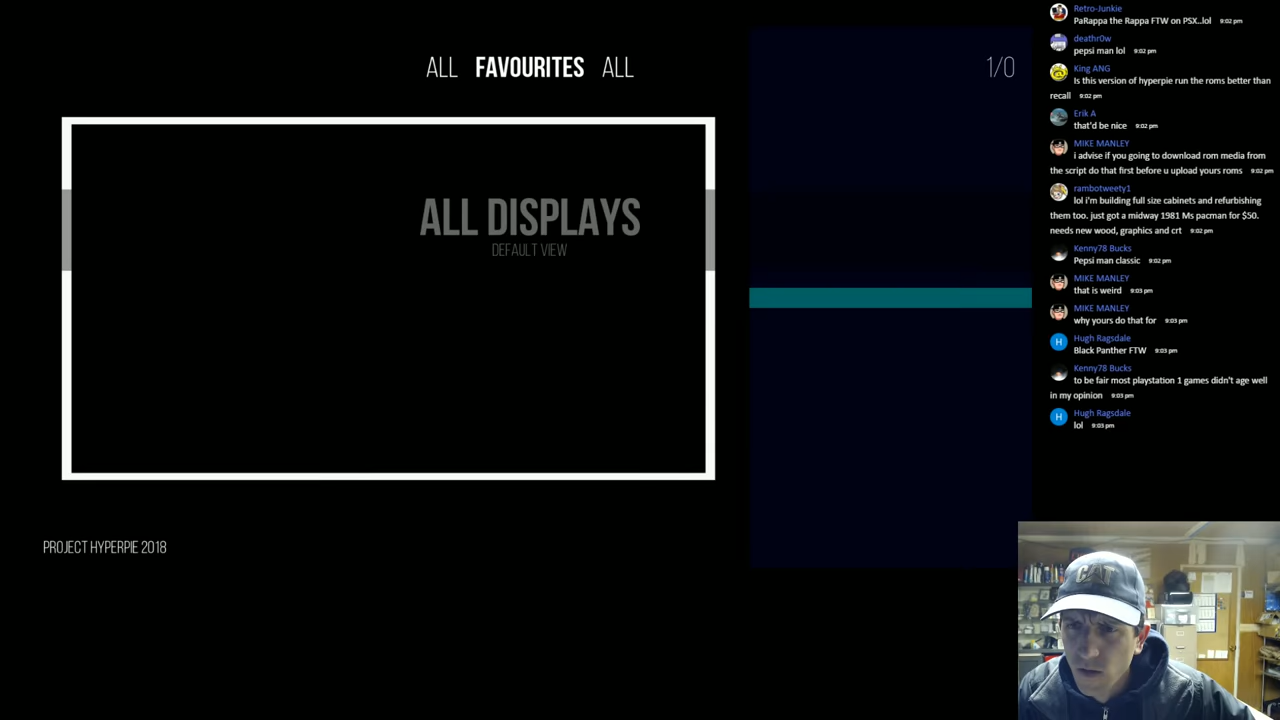 ALL FAVOURITES ALL
1/0
ALL DISPLAYS
DEFAULT VIEW
PROJECT HYPERPIE 2018
Retro-Junkie
PaRappa the Rappa FTW on PSX..lol 9:02 pm
deathr0w
pepsi man lol 9:02 pm
King ANG
Is this version of hyperpie run the roms better than
recall 9:02 pm
Erik A
that'd be nice 9:02 pm
MIKE MANLEY
i advise if you going to download rom media from
the script do that first before u upload yours roms 9:02 pm
rambotweety1
lol i'm building full size cabinets and refurbishing
them too. just got a midway 1981 Ms pacman for $50.
needs new wood, graphics and crt 9:02 pm
Kenny78 Bucks
Pepsi man classic 9:02 pm
MIKE MANLEY
that is weird 9:03 pm
MIKE MANLEY
why yours do that for 9:03 pm
H Hugh Ragsdale
Black Panther FTW 9:03 pm
Kenny78 Bucks
to be fair most playstation 1 games didn't age well
in my opinion 9:03 pm
H Hugh Ragsdale
lol 9:03 pm
CAT